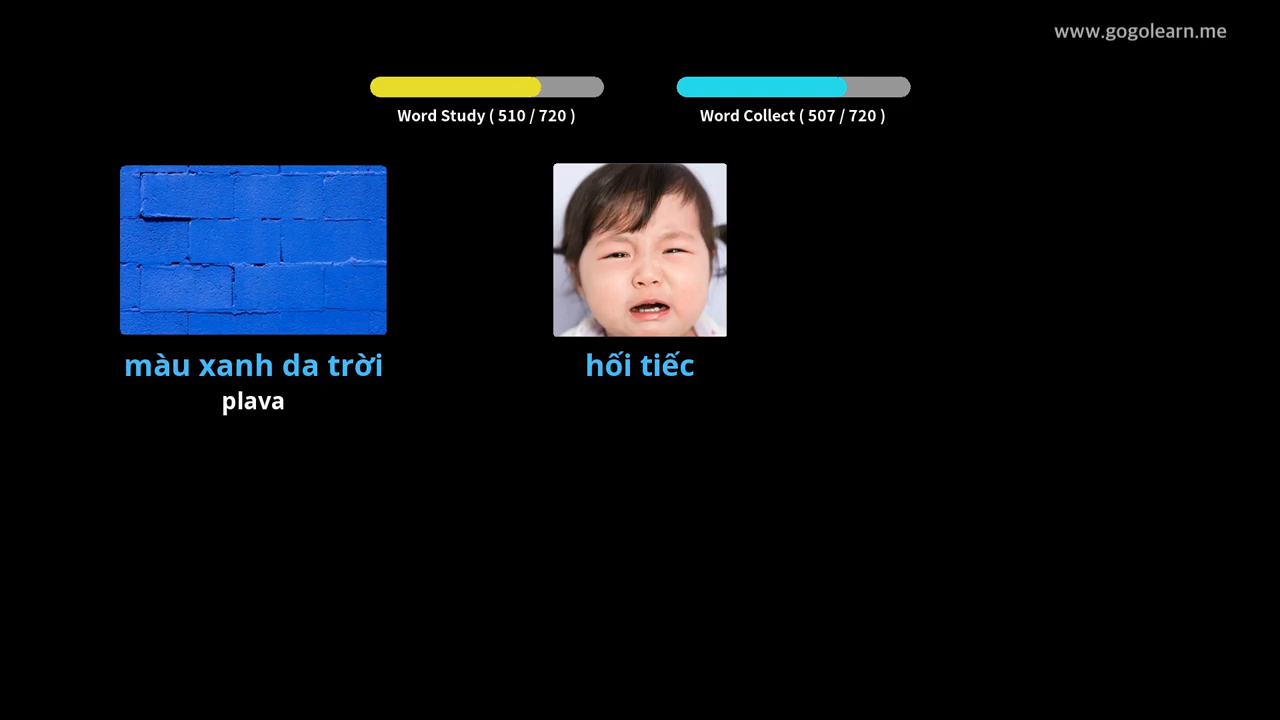 www.gogolearn.me
Word Study ( 510 / 720 )
Word Collect ( 507 / 720 )
màu xanh da trời
plava
hối tiếc